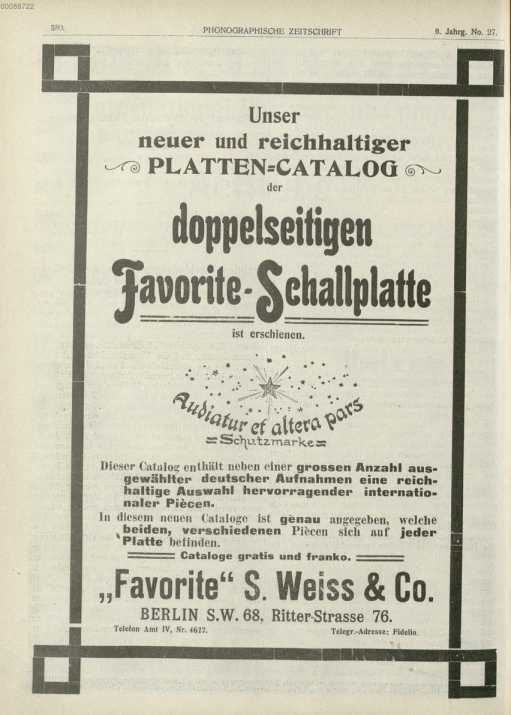 00088722
580.
PHONOGRAPHISCHE ZEITSCHRIFT
9. Jahrg. No. 27.
Unser
neuer und reichhaltiger
PLATTEN=CATALOG
der
doppelseitigen
Favorite-Schallplatte
ist erschienen.
Audiatur et altera pars
=Schutzmarke=
Dieser Catalog enthält neben einer grossen Anzahl aus-
gewählter deutscher Aufnahmen eine reich-
haltige Auswahl hervorragender internatio-
naler Piècen.
In diesem neuen Cataloge ist genau angegeben, welche
beiden, verschiedenen Piècen sich auf jeder
Platte befinden.
Cataloge gratis und franko.
„Favorite“ S. Weiss & Co.
BERLIN S.W. 68, Ritter-Strasse 76.
Telefon Amt IV, Nr. 4617.
Telegr.-Adresse: Fidelio.